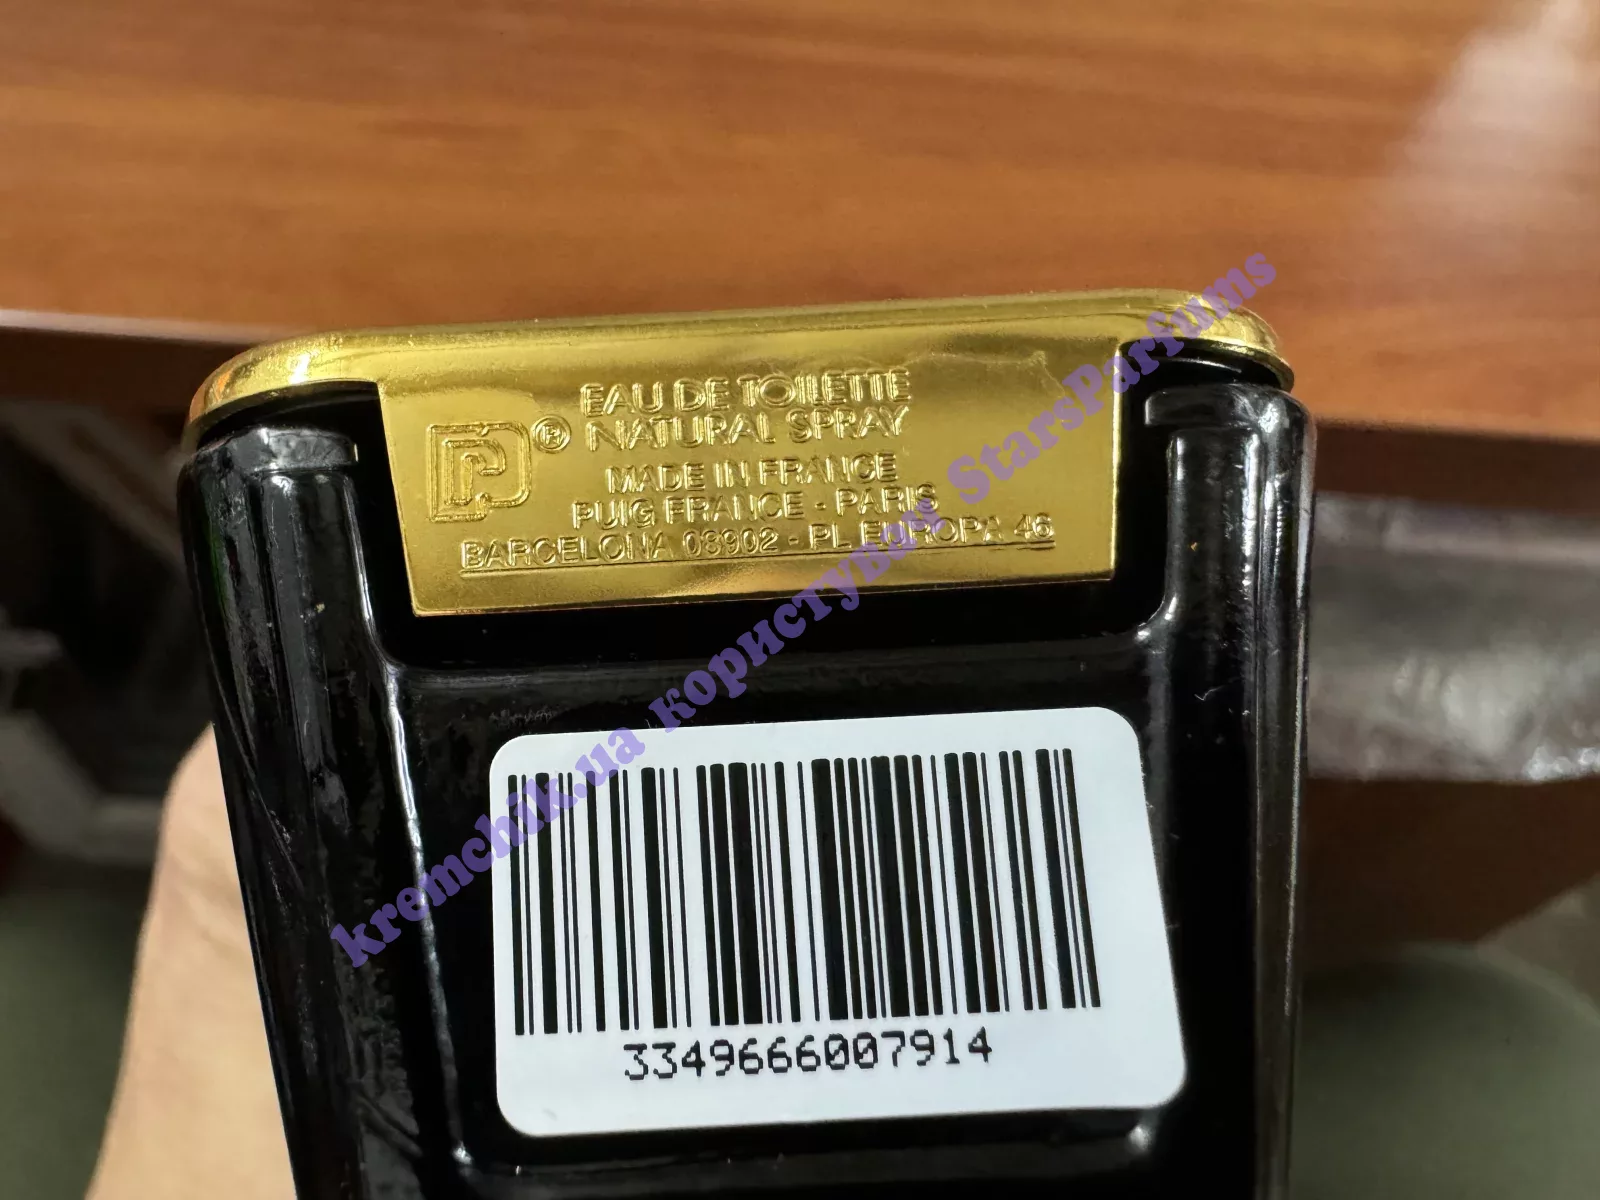 EAU DE TOILETTE
NATURAL SPRAY
PR®
MADE IN FRANCE
PUIG FRANCE - PARIS
BARCELONA 08902 - PL EUROPA 46
kremchik.ua користувач StarsParfums
3349666007914